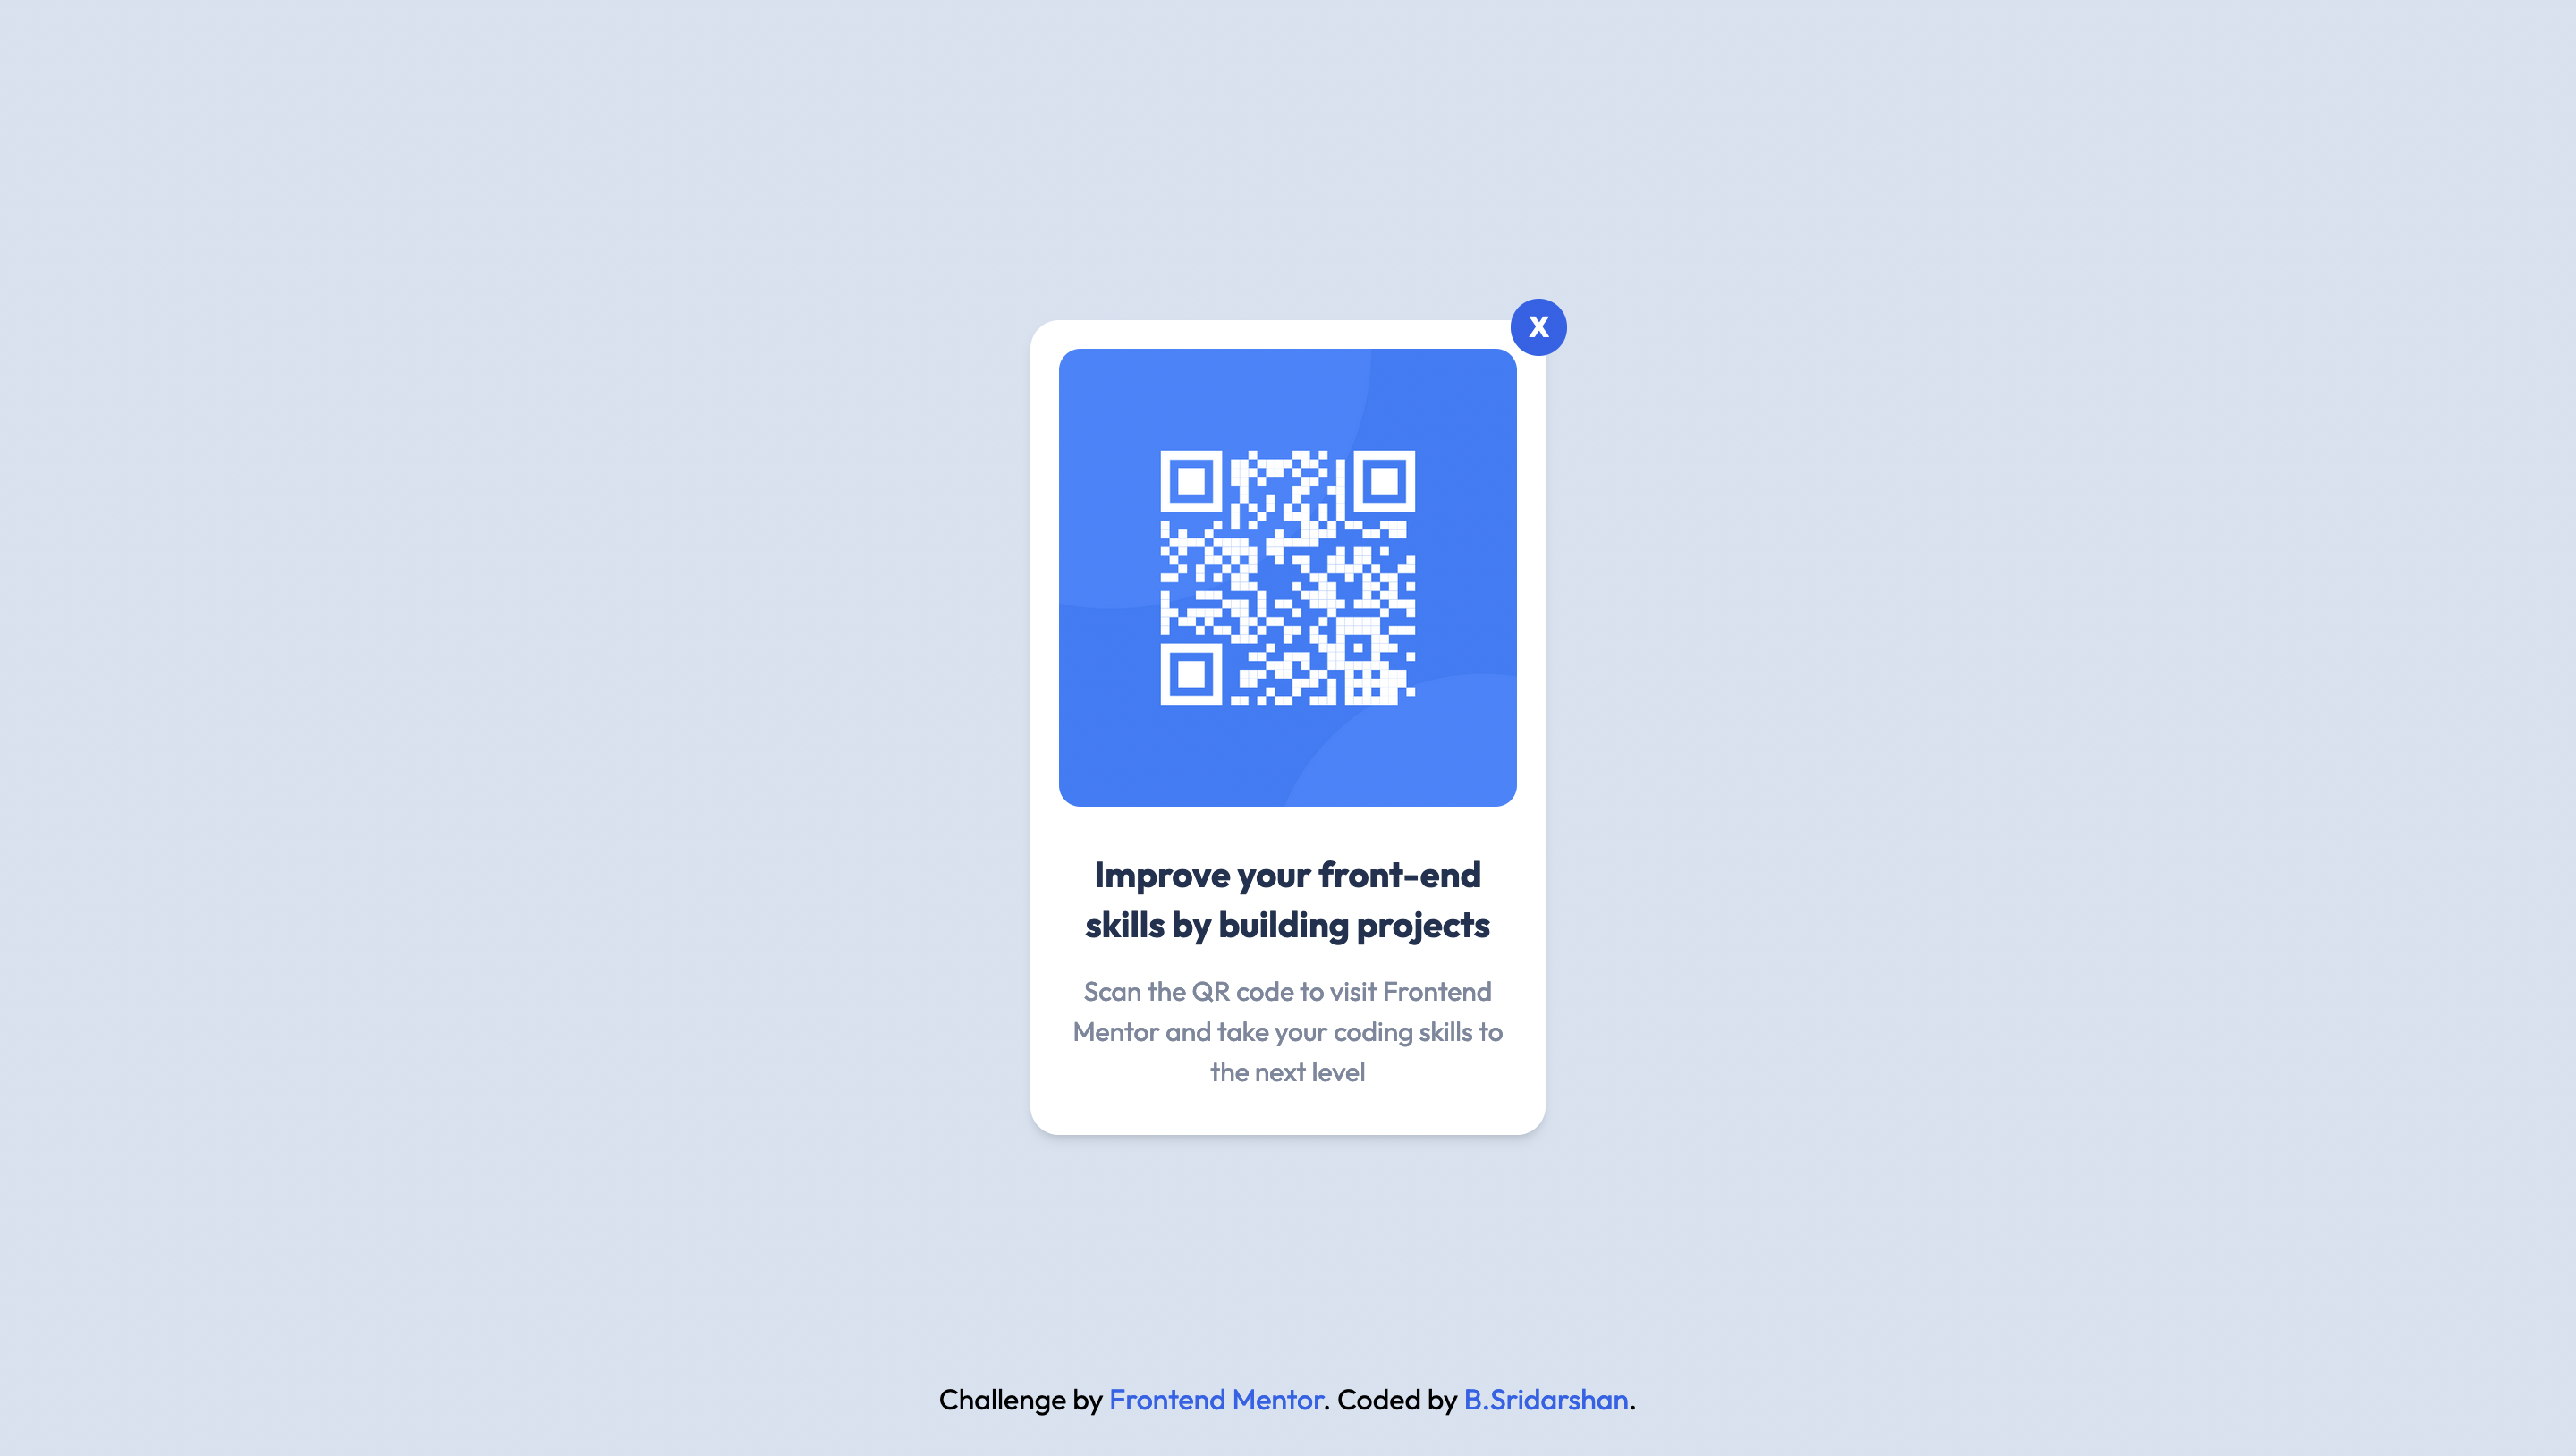 X
Improve your front-end
skills by building projects
Scan the QR code to visit Frontend
Mentor and take your coding skills to
the next level
Challenge by Frontend Mentor. Coded by B.Sridarshan.